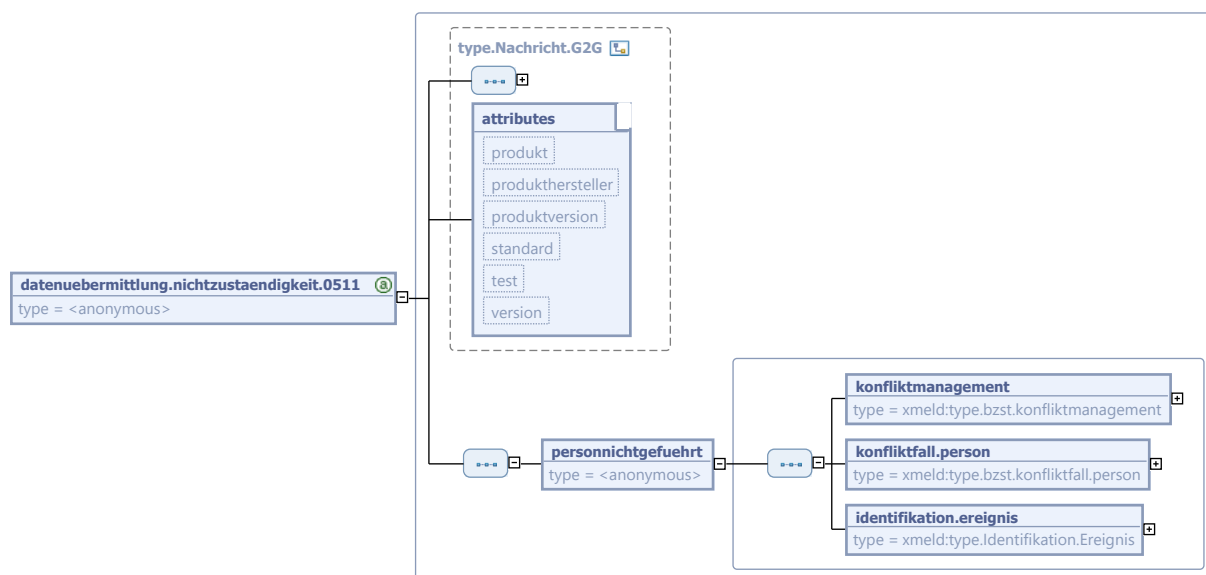 type.Nachricht.G2G
attributes
produkt
produkthersteller
produktversion
standard
test
version
datenuebermittlung.nichtzustaendigkeit.0511
type = <anonymous>
personnichtgefuehrt
type = <anonymous>
konfliktmanagement
type = xmeld:type.bzst.konfliktmanagement
konfliktfall.person
type = xmeld:type.bzst.konfliktfall.person
identifikation.ereignis
type = xmeld:type.Identifikation.Ereignis